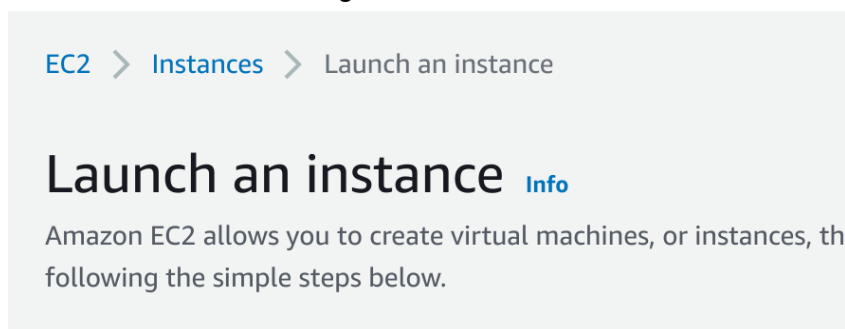 EC2 > Instances > Launch an instance
Launch an instance Info
Amazon EC2 allows you to create virtual machines, or instances, th
following the simple steps below.